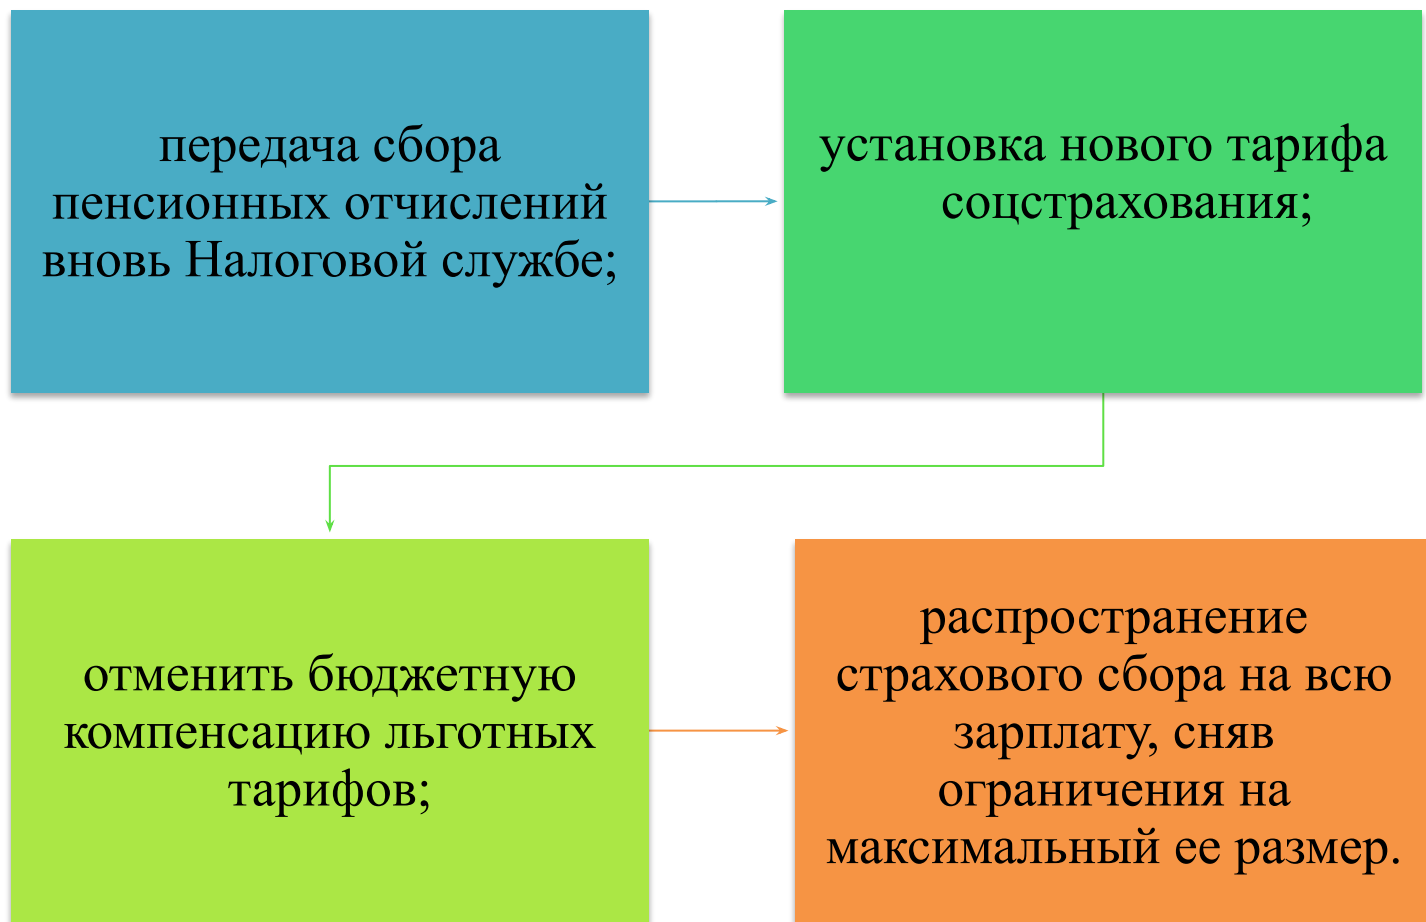 передача сбора
пенсионных отчислений
вновь Налоговой службе;
установка нового тарифа
соцстрахования;
отменить бюджетную
компенсацию льготных
тарифов;
распространение
страхового сбора на всю
зарплату, сняв
ограничения на
максимальный ее размер.